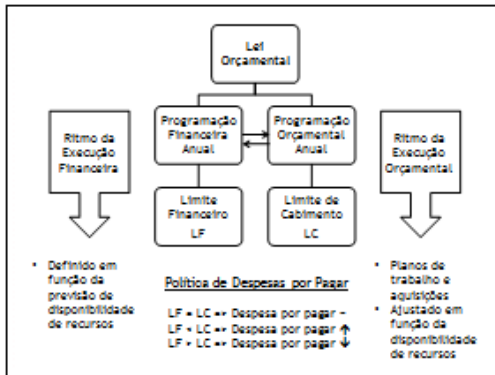 Lei
Orçamental
Ritmo da
Execução
Financeira
Programação
Financeira
Anual
Programação
Orçamental
Anual
Ritmo da
Execução
Orçamental
Limite
Financeiro
LF
Limite de
Cabimento
LC
• Definido em
função da
previsão de
disponibilidade
de recursos
Política de Despesas por Pagar
LF = LC => Despesa por pagar =
LF < LC => Despesa por pagar ↑
LF > LC => Despesa por pagar ↓
• Planos de
trabalho e
aquisições
• Ajustado em
função da
disponibilidade
de recursos